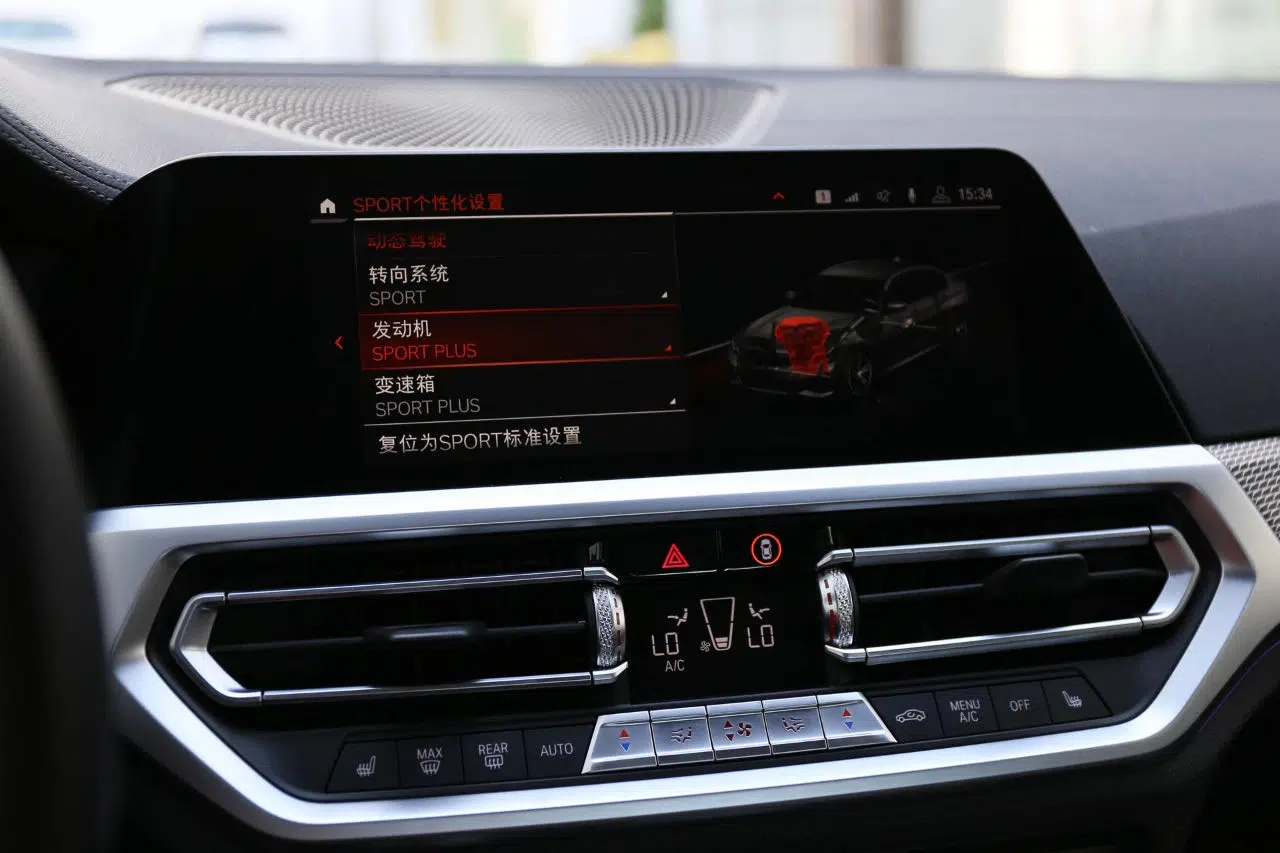 SPORT个性化设置
1
15:34
动态驾驶
转向系统
SPORT
发动机
SPORT PLUS
变速箱
SPORT PLUS
复位为SPORT标准设置
LO
LO
A/C
MAX
REAR
AUTO
MENU
A/C
OFF